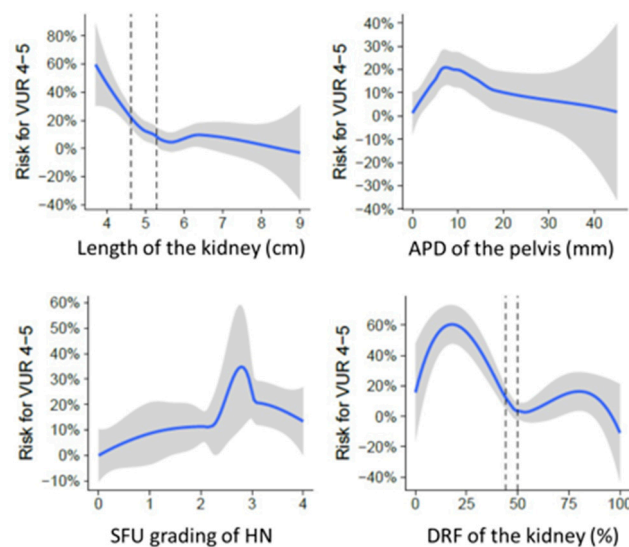 Risk for VUR 4-5
80%
60%
40%
20%
0%
−20%
−40%
4 5 6 7 8 9
Length of the kidney (cm)
Risk for VUR 4-5
40%
30%
20%
10%
0%
−10%
−20%
−30%
−40%
0 10 20 30 40
APD of the pelvis (mm)
Risk for VUR 4-5
60%
50%
40%
30%
20%
10%
0%
−10%
0 1 2 3 4
SFU grading of HN
Risk for VUR 4-5
60%
40%
20%
0%
−20%
−40%
0 25 50 75 100
DRF of the kidney (%)